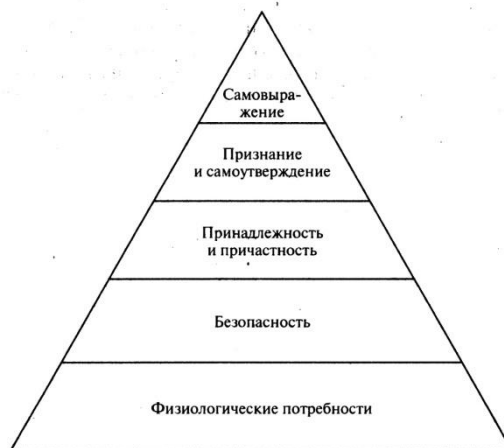 Самовыра-
жение
Признание
и самоутверждение
Принадлежность
и причастность
Безопасность
Физиологические потребности